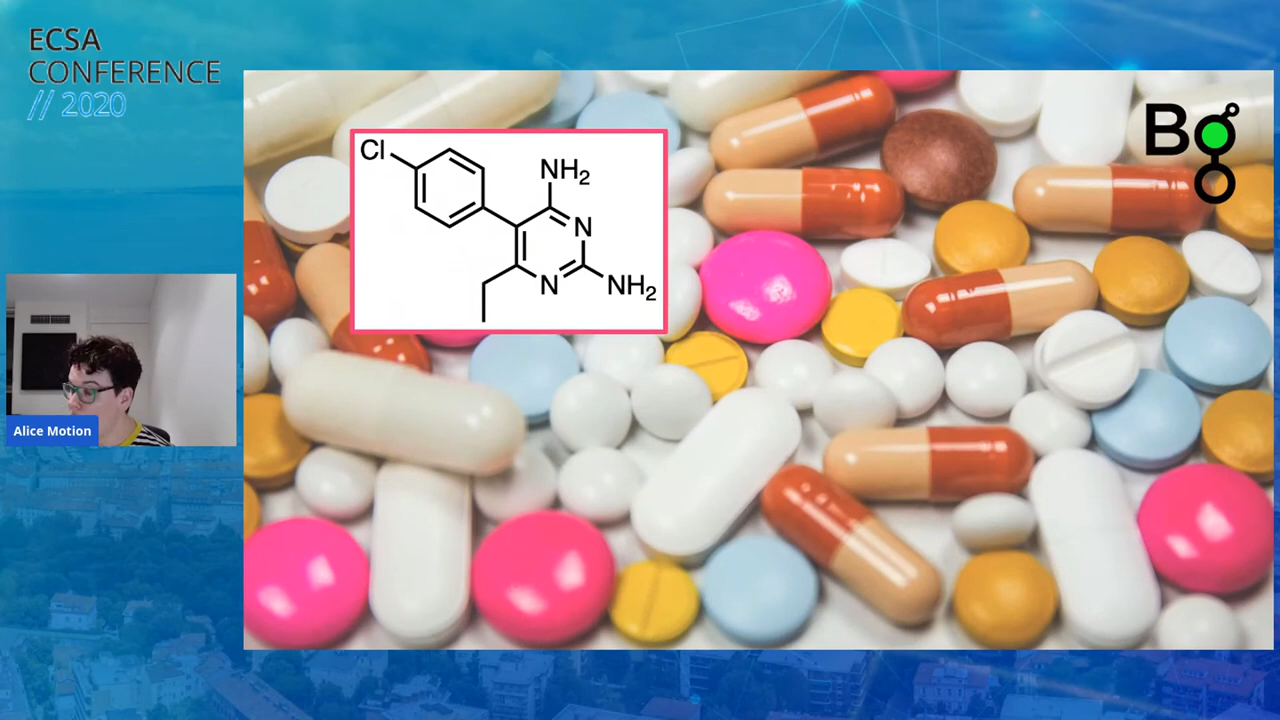 ECSA
CONFERENCE
// 2020
Bg
Cl
NH2
N
N
NH2
Alice Motion